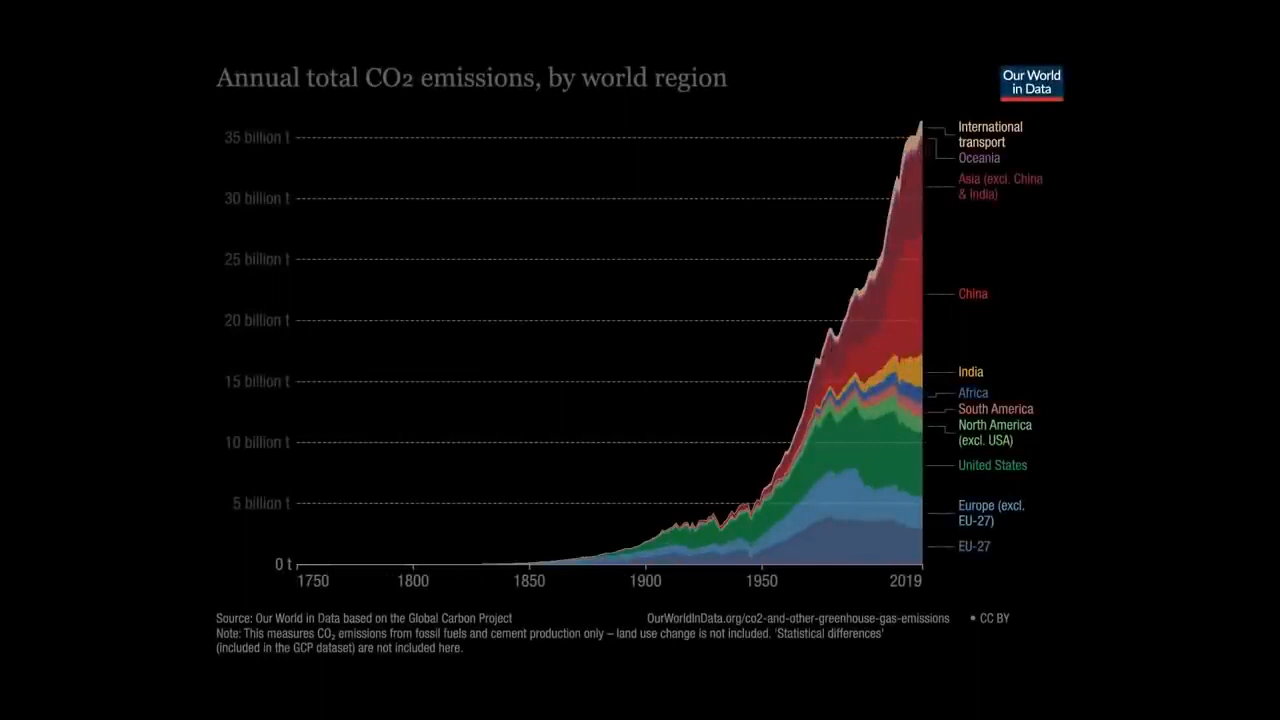 Annual total CO₂ emissions, by world region
Our World
in Data
35 billion t
30 billion t
25 billion t
20 billion t
15 billion t
10 billion t
5 billion t
0 t
International
transport
Oceania
Asia (excl. China
& India)
China
India
Africa
South America
North America
(excl. USA)
United States
Europe (excl.
EU-27)
EU-27
1750 1800 1850 1900 1950 2019
Source: Our World in Data based on the Global Carbon Project OurWorldInData.org/co2-and-other-greenhouse-gas-emissions • CC BY
Note: This measures CO₂ emissions from fossil fuels and cement production only – land use change is not included. 'Statistical differences'
(included in the GCP dataset) are not included here.